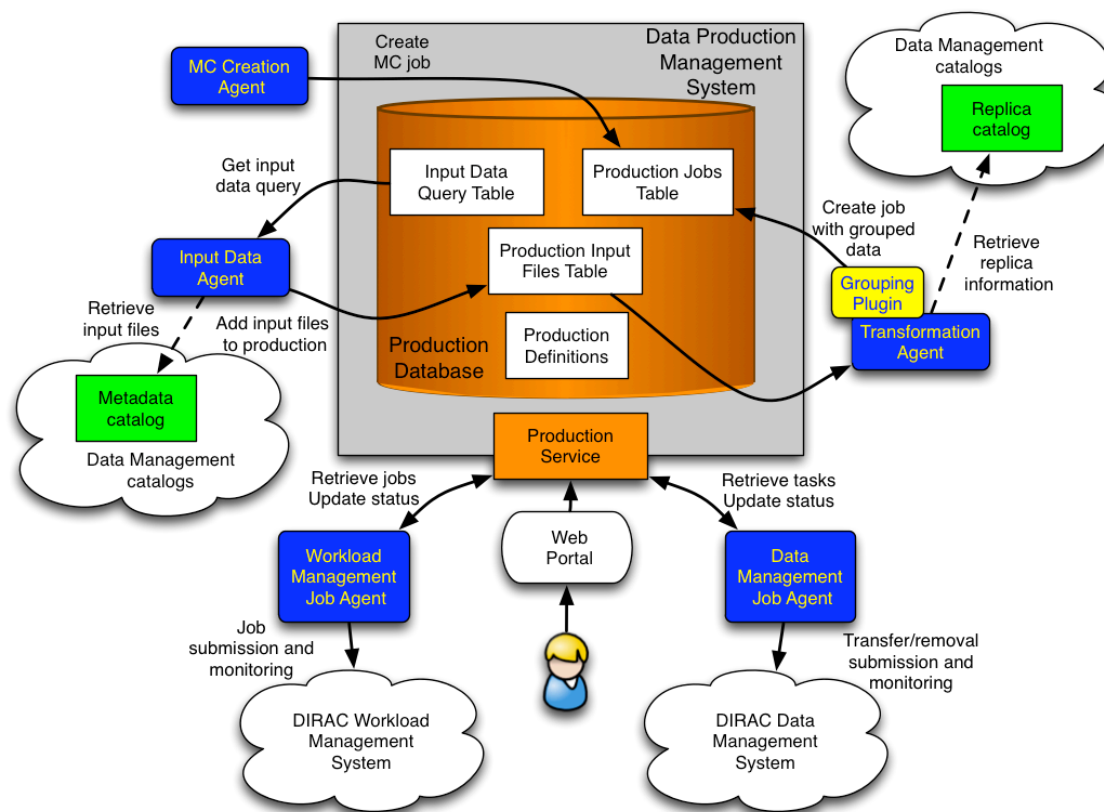 Create
MC job
Data Production
Management
System
Data Management
catalogs
MC Creation
Agent
Replica
catalog
Get input
data query
Input Data
Query Table
Production Jobs
Table
Create job
with grouped
data
Retrieve
replica
information
Input Data
Agent
Production Input
Files Table
Grouping
Plugin
Retrieve
input files
Add input files
to production
Production
Definitions
Transformation
Agent
Production
Database
Metadata
catalog
Data Management
catalogs
Production
Service
Retrieve jobs
Update status
Retrieve tasks
Update status
Workload
Management
Job Agent
Web
Portal
Data
Management
Job Agent
Job
submission and
monitoring
Transfer/removal
submission and
monitoring
DIRAC Workload
Management
System
DIRAC Data
Management
System